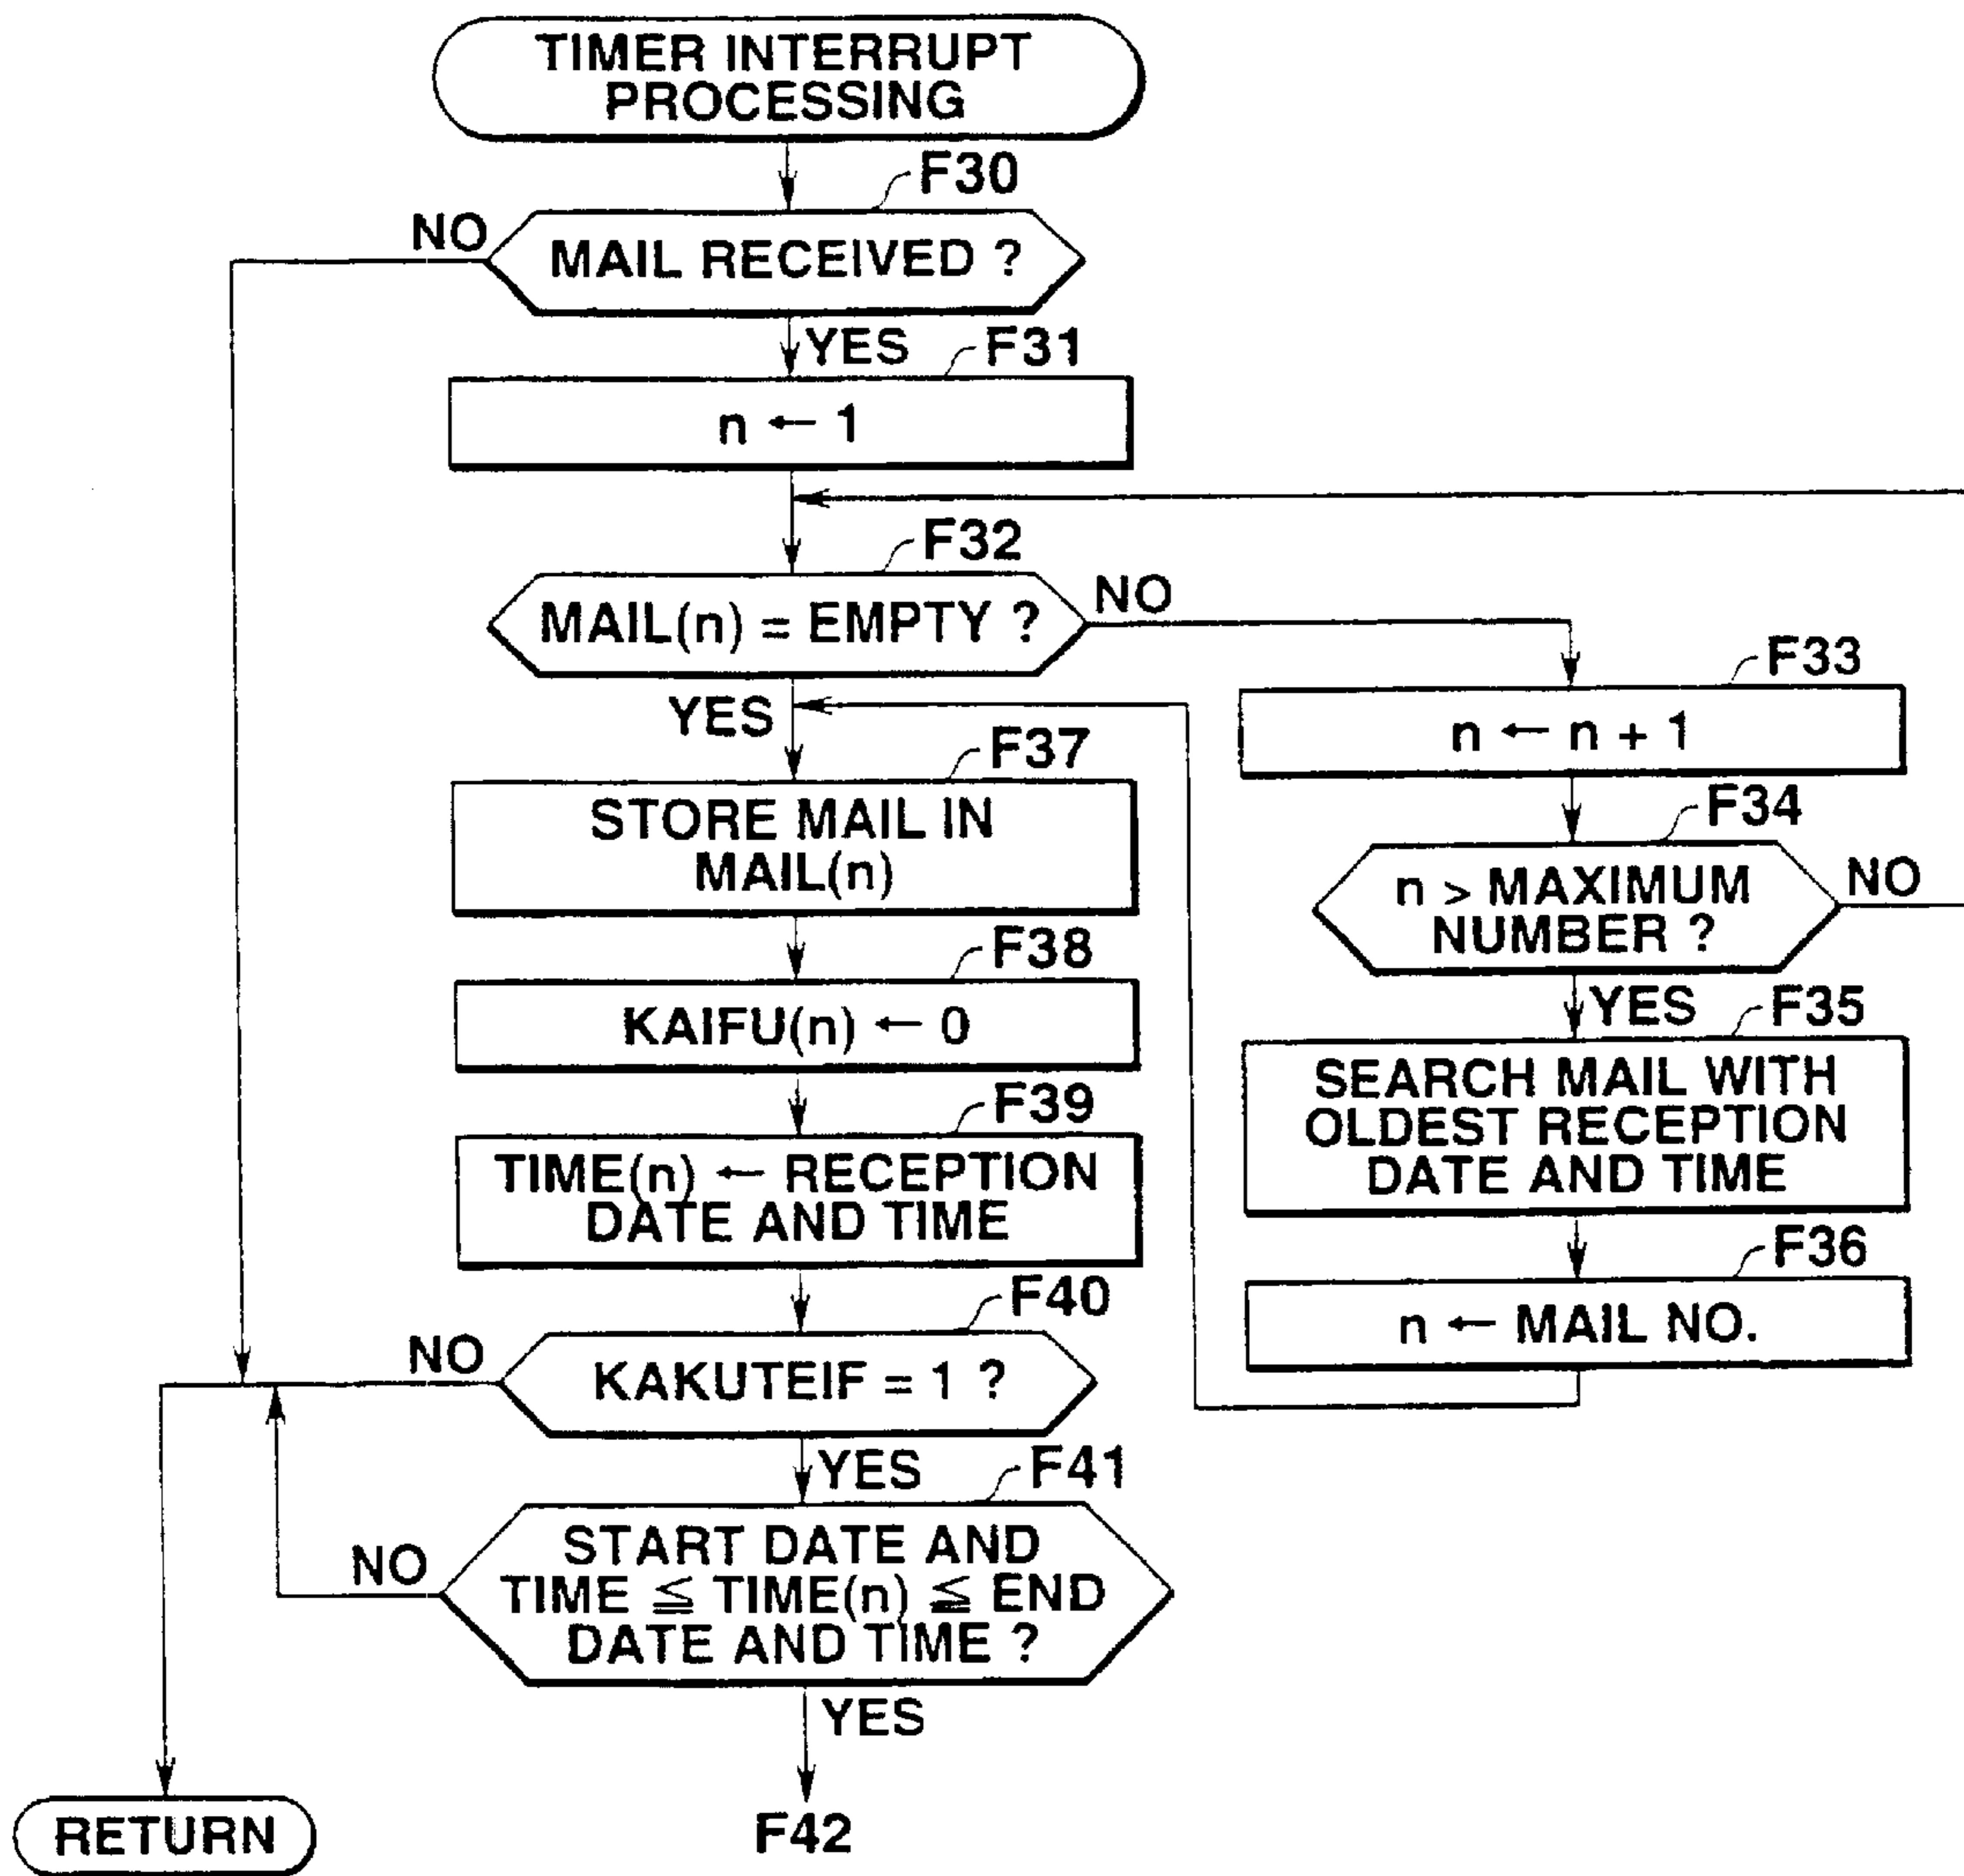 TIMER INTERRUPT
PROCESSING
F30
NO
MAIL RECEIVED ?
YES
F31
n ← 1
F32
MAIL(n) = EMPTY ?
NO
F33
n ← n + 1
YES
F37
STORE MAIL IN
MAIL(n)
F34
n > MAXIMUM
NUMBER ?
NO
YES
F35
SEARCH MAIL WITH
OLDEST RECEPTION
DATE AND TIME
F36
n ← MAIL NO.
F38
KAIFU(n) ← 0
F39
TIME(n) ← RECEPTION
DATE AND TIME
F40
NO
KAKUTEIF = 1 ?
YES
F41
NO
START DATE AND
TIME ≦ TIME(n) ≦ END
DATE AND TIME ?
YES
F42
RETURN